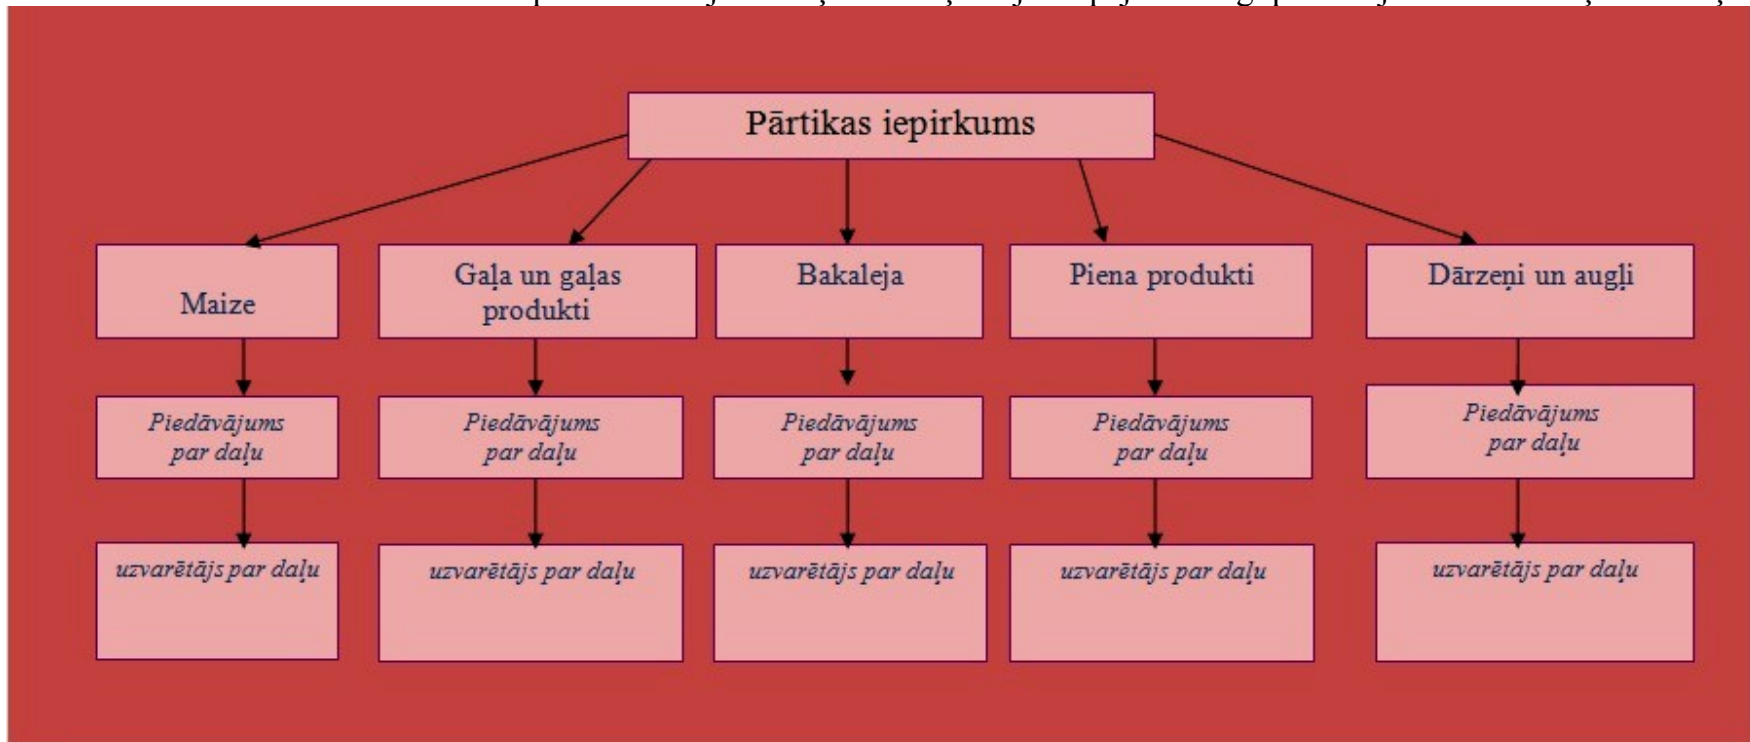 Pārtikas iepirkums
Maize
Gaļa un gaļas
produkti
Bakaleja
Piena produkti
Dārzeņi un augļi
Piedāvājums
par daļu
Piedāvājums
par daļu
Piedāvājums
par daļu
Piedāvājums
par daļu
Piedāvājums
par daļu
uzvarētājs par daļu
uzvarētājs par daļu
uzvarētājs par daļu
uzvarētājs par daļu
uzvarētājs par daļu